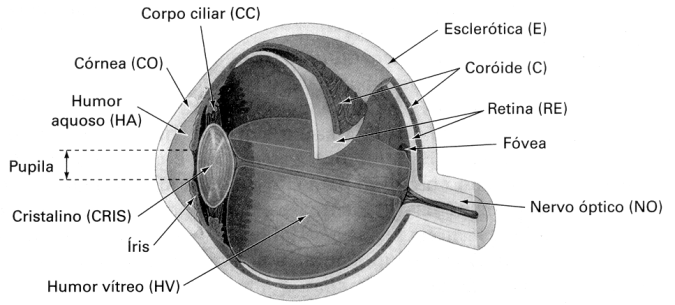 Corpo ciliar (CC)
Córnea (CO)
Humor
aquoso (HA)
Pupila
Cristalino (CRIS)
Íris
Humor vítreo (HV)
Esclerótica (E)
Coróide (C)
Retina (RE)
Fóvea
Nervo óptico (NO)